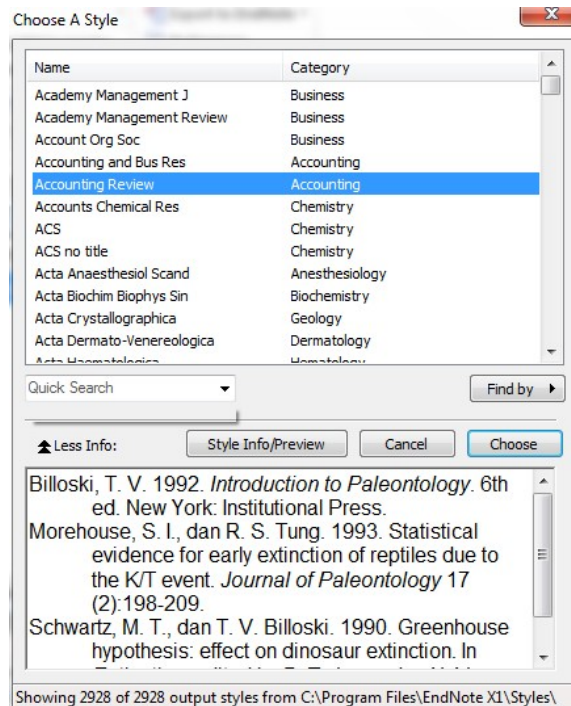 Choose A Style
Name Category
Academy Management J Business
Academy Management Review Business
Account Org Soc Business
Accounting and Bus Res Accounting
Accounting Review Accounting
Accounts Chemical Res Chemistry
ACS Chemistry
ACS no title Chemistry
Acta Anaesthesiol Scand Anesthesiology
Acta Biochim Biophys Sin Biochemistry
Acta Crystallographica Geology
Acta Dermato-Venereologica Dermatology
Acta Haematologica Hematology
Quick Search Find by
Less Info: Style Info/Preview Cancel Choose
Billoski, T. V. 1992. Introduction to Paleontology. 6th
ed. New York: Institutional Press.
Morehouse, S. I., dan R. S. Tung. 1993. Statistical
evidence for early extinction of reptiles due to
the K/T event. Journal of Paleontology 17
(2):198-209.
Schwartz, M. T., dan T. V. Billoski. 1990. Greenhouse
hypothesis: effect on dinosaur extinction. In
Showing 2928 of 2928 output styles from C:\Program Files\EndNote X1\Styles\